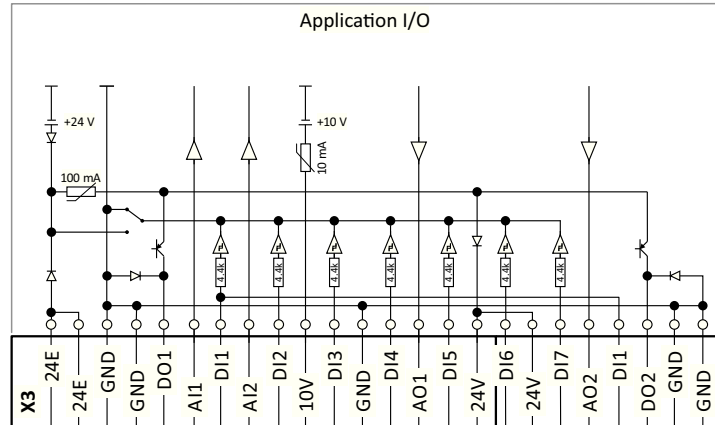 Application I/O
+24 V
+10 V
10 mA
100 mA
4.4k
4.4k
4.4k
4.4k
4.4k
4.4k
4.4k
X3
24E
24E
GND
GND
DO1
AI1
DI1
AI2
DI2
10V
DI3
GND
DI4
AO1
DI5
24V
DI6
24V
DI7
AO2
DI1
DO2
GND
GND